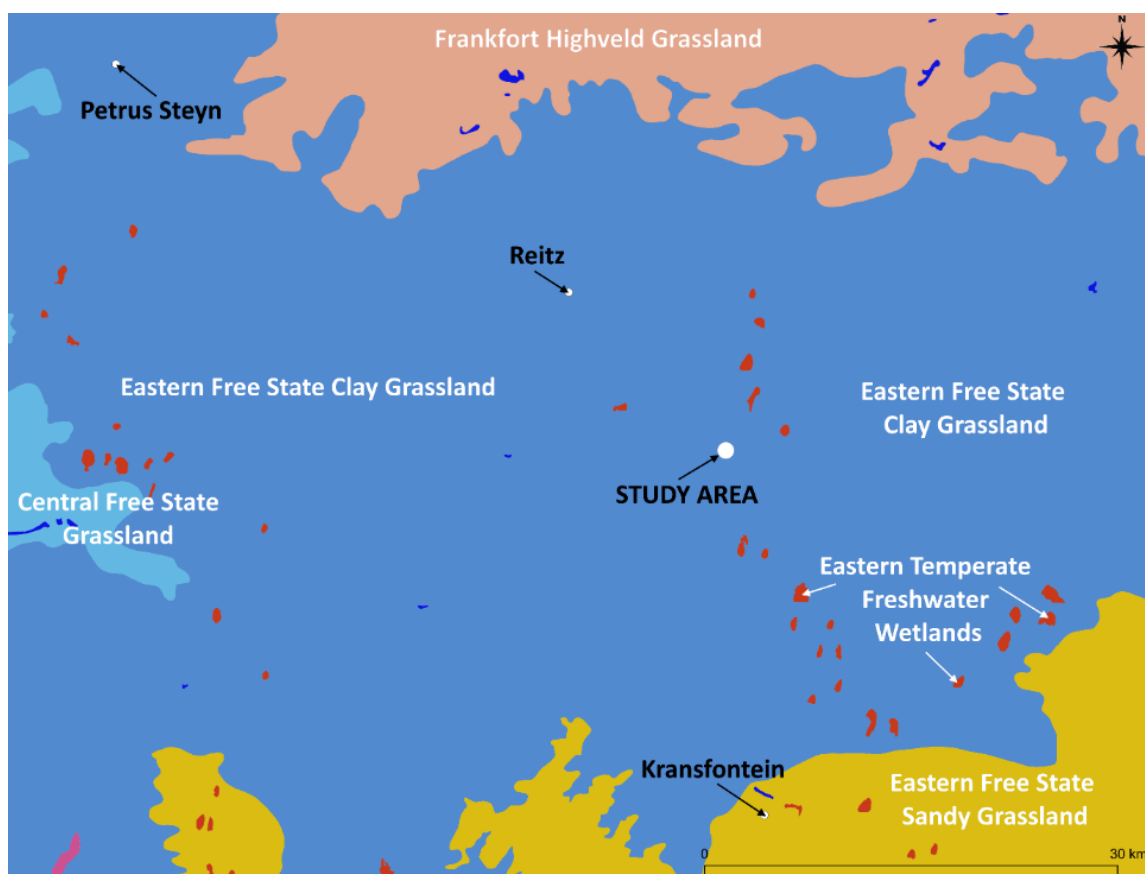 N
Frankfort Highveld Grassland
Petrus Steyn
Reitz
Eastern Free State Clay Grassland
Eastern Free State
Clay Grassland
STUDY AREA
Central Free State
Grassland
Eastern Temperate
Freshwater
Wetlands
Kransfontein
Eastern Free State
Sandy Grassland
0
30 km